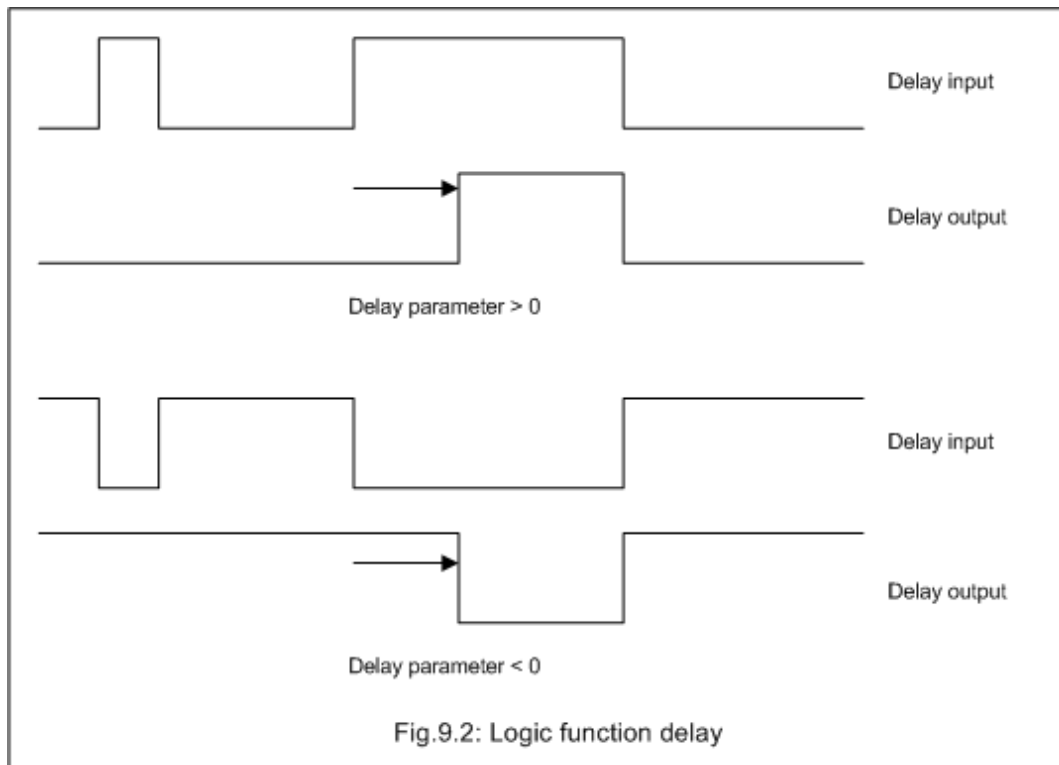 Delay input
Delay output
Delay parameter > 0
Delay input
Delay output
Delay parameter < 0
Fig.9.2: Logic function delay